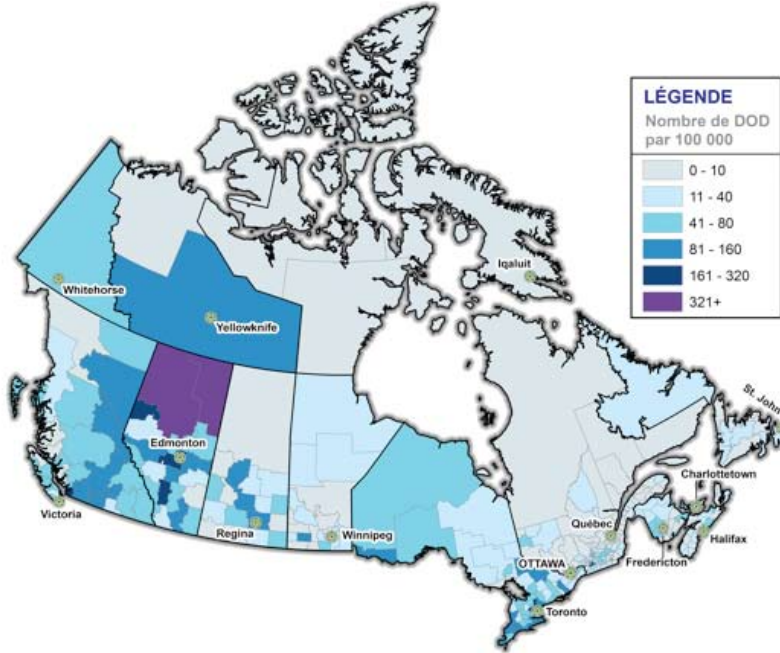 LÉGENDE
Nombre de DOD
par 100 000
0 - 10
11 - 40
41 - 80
81 - 160
161 - 320
321+
Iqaluit
Whitehorse
Yellowknife
St. John
Edmonton
Charlottetown
Victoria
Regina
Winnipeg
Québec
Halifax
OTTAWA
Fredericton
Toronto